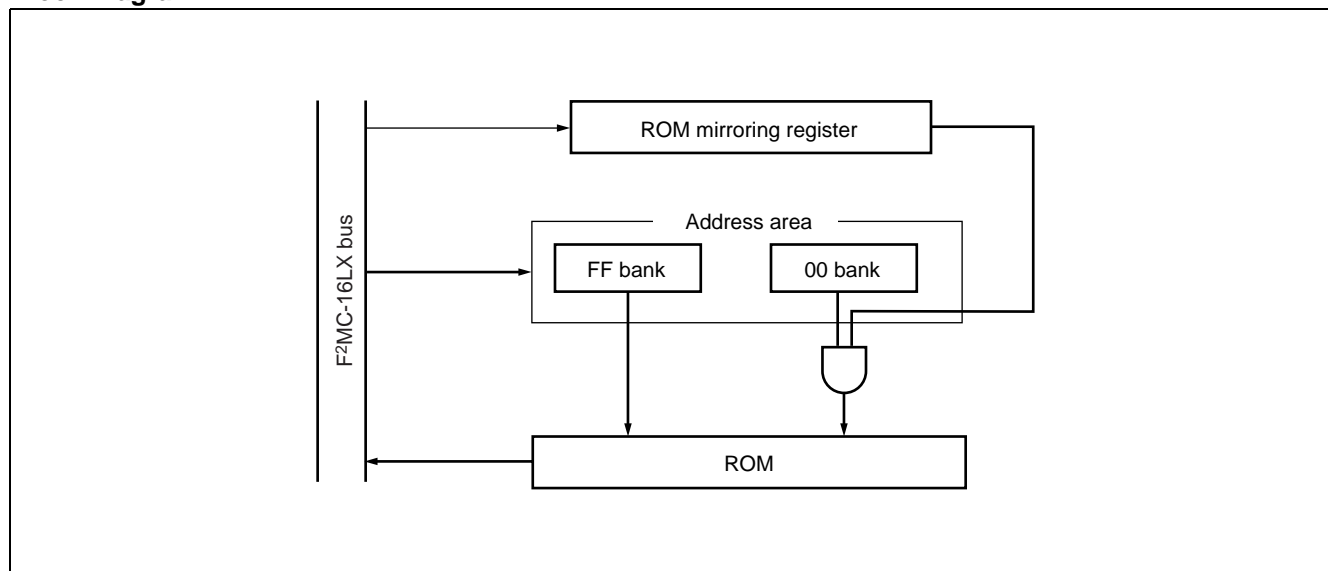 ROM mirroring register
F²MC-16LX bus
Address area
FF bank
00 bank
ROM